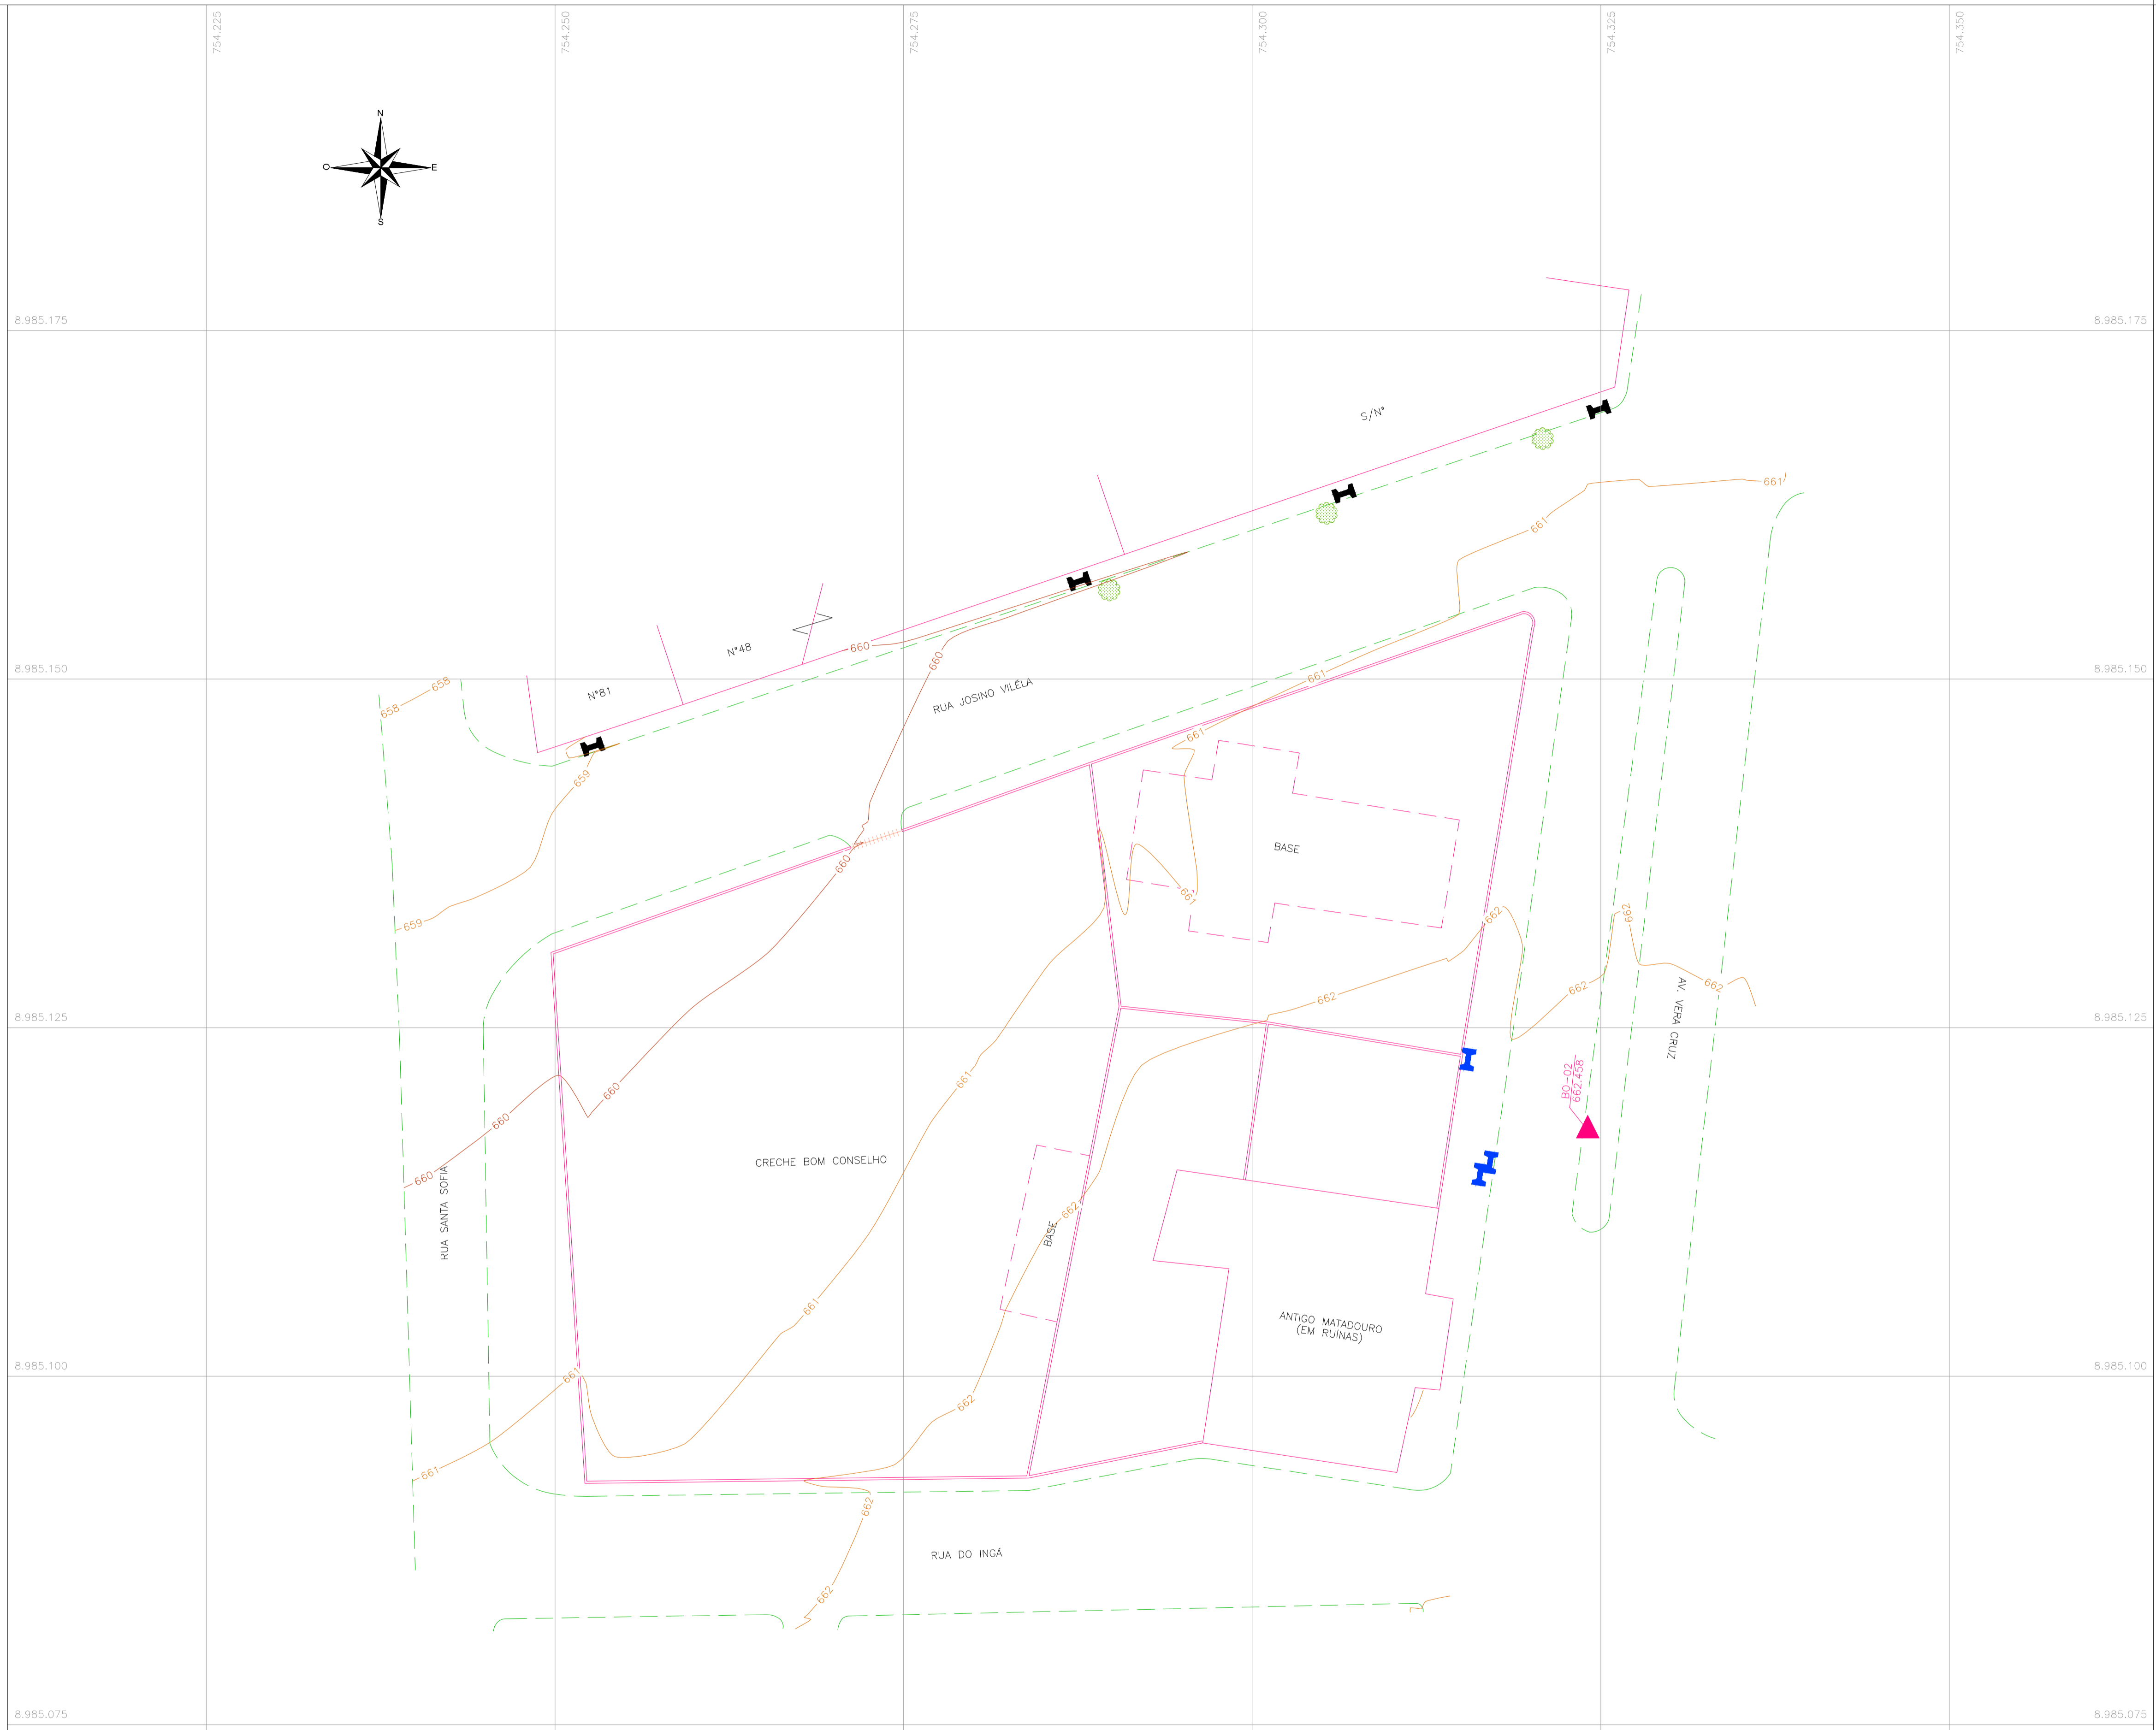 754.225
754.250
754.275
754.300
754.325
754.350
N
O
E
S
8.985.175
8.985.175
S/N°
661
661
660
N°48
660
8.985.150
8.985.150
661
658
658
N°81
RUA JOSINO VILÉLA
661
659
BASE
660
661
659
662
662
662
662
662
AV. VERA CRUZ
8.985.125
8.985.125
BO-02
662.458
661
660
660
CRECHE BOM CONSELHO
660
RUA SANTA SOFIA
662
BASE
661
ANTIGO MATADOURO
(EM RUÍNAS)
8.985.100
8.985.100
661
662
661
662
RUA DO INGÁ
662
8.985.075
8.985.075